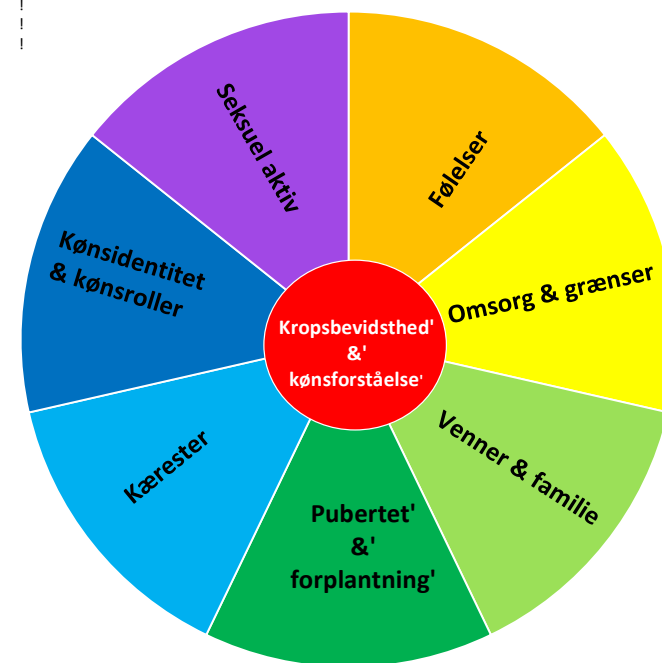 !
!
!
Seksuel aktiv
Følelser
Kønsidentitet
& kønsroller
Omsorg & grænser
Kropsbevidsthed'
&'
kønsforståelse'
Kærester
Venner & familie
Pubertet'
&'
forplantning'